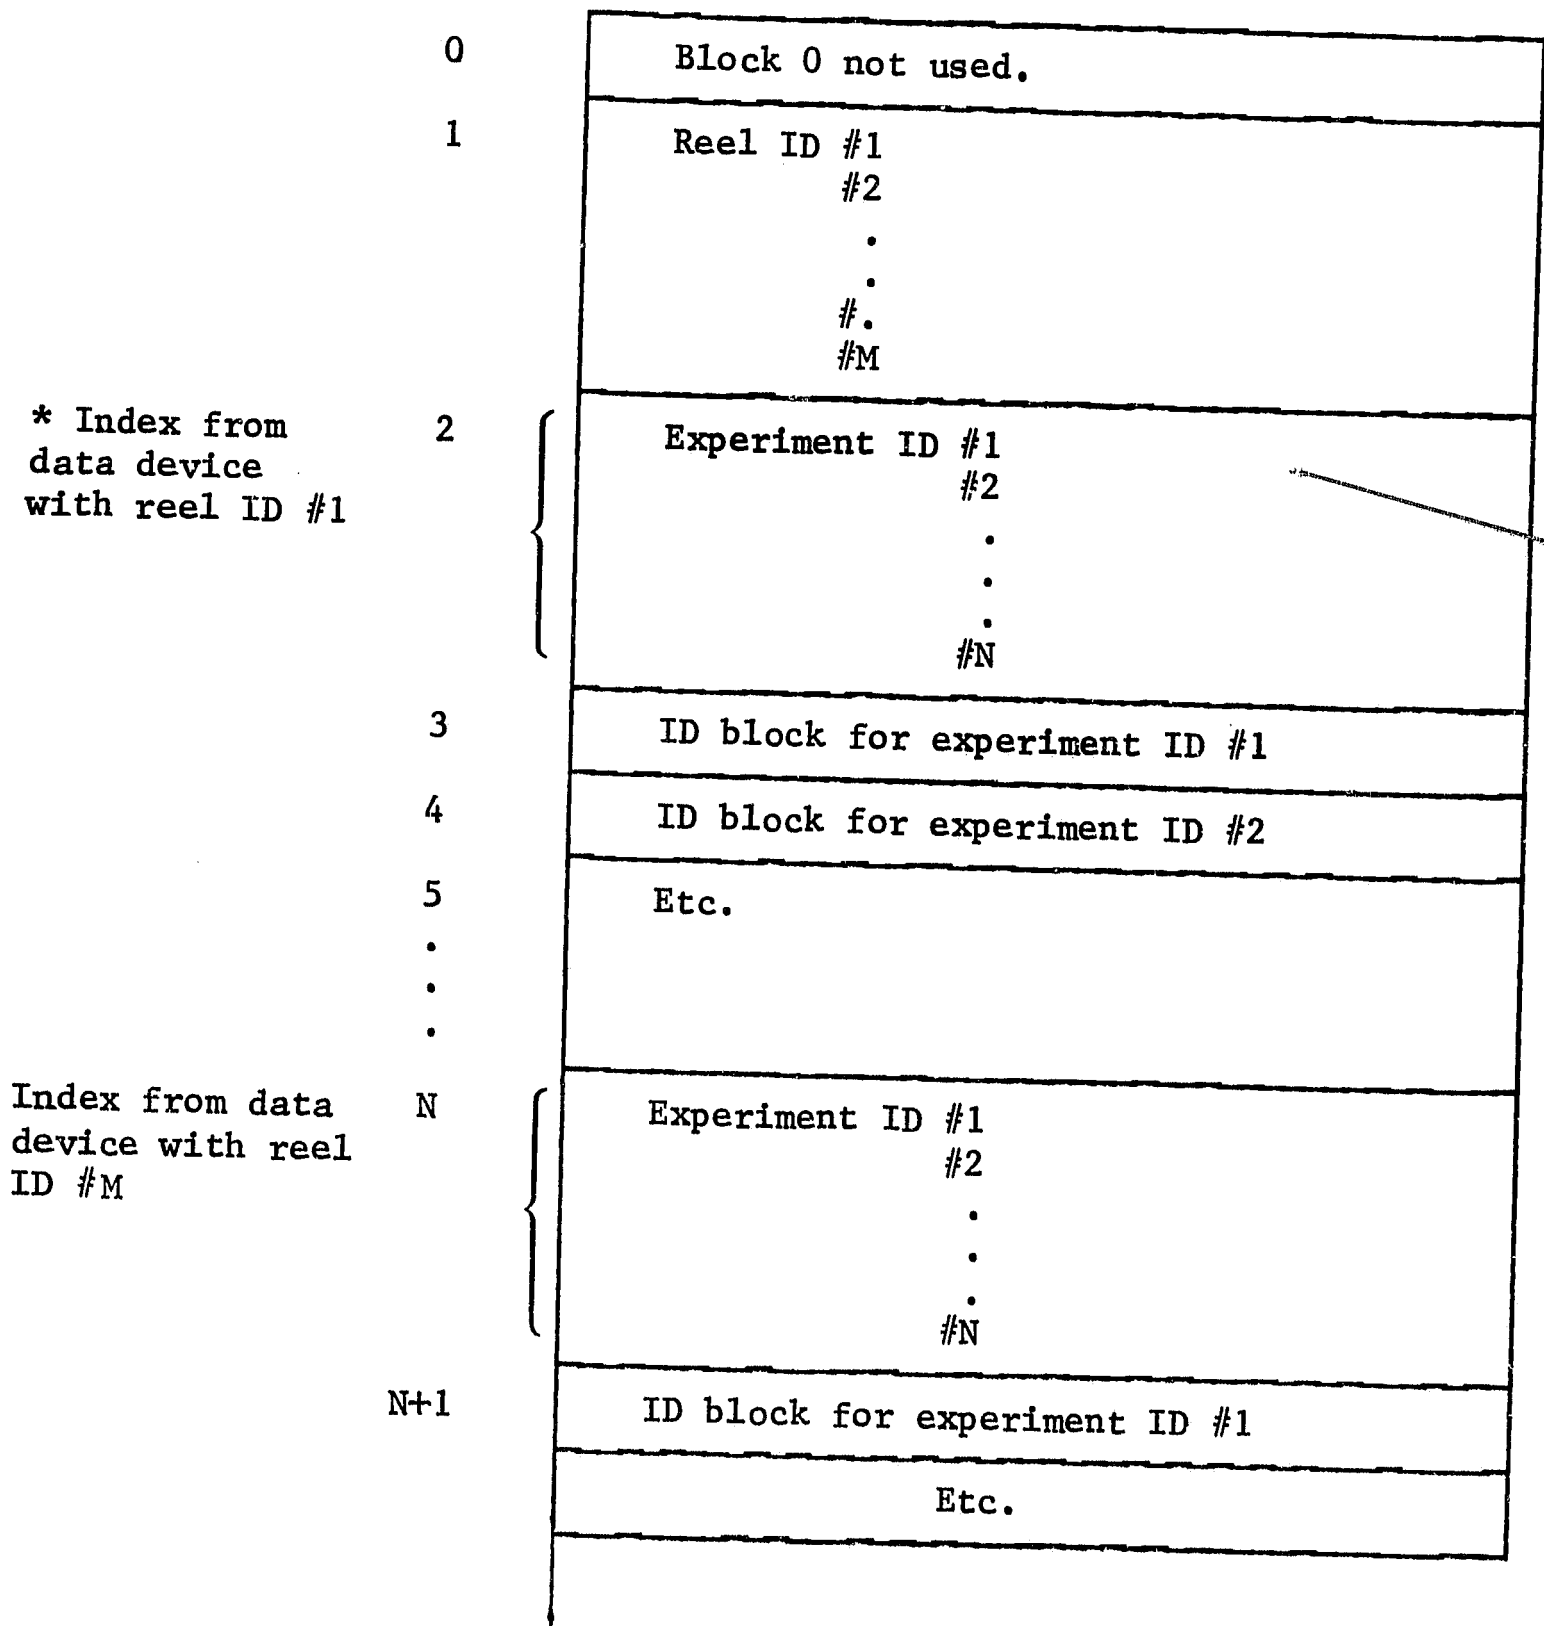 0 Block 0 not used.
1 Reel ID #1
#2
.
.
#.
#M
* Index from
data device
with reel ID #1
2 Experiment ID #1
#2
.
.
.
#N
3 ID block for experiment ID #1
4 ID block for experiment ID #2
5 Etc.
.
.
.
Index from data
device with reel
ID #M
N Experiment ID #1
#2
.
.
.
#N
N+1 ID block for experiment ID #1
Etc.